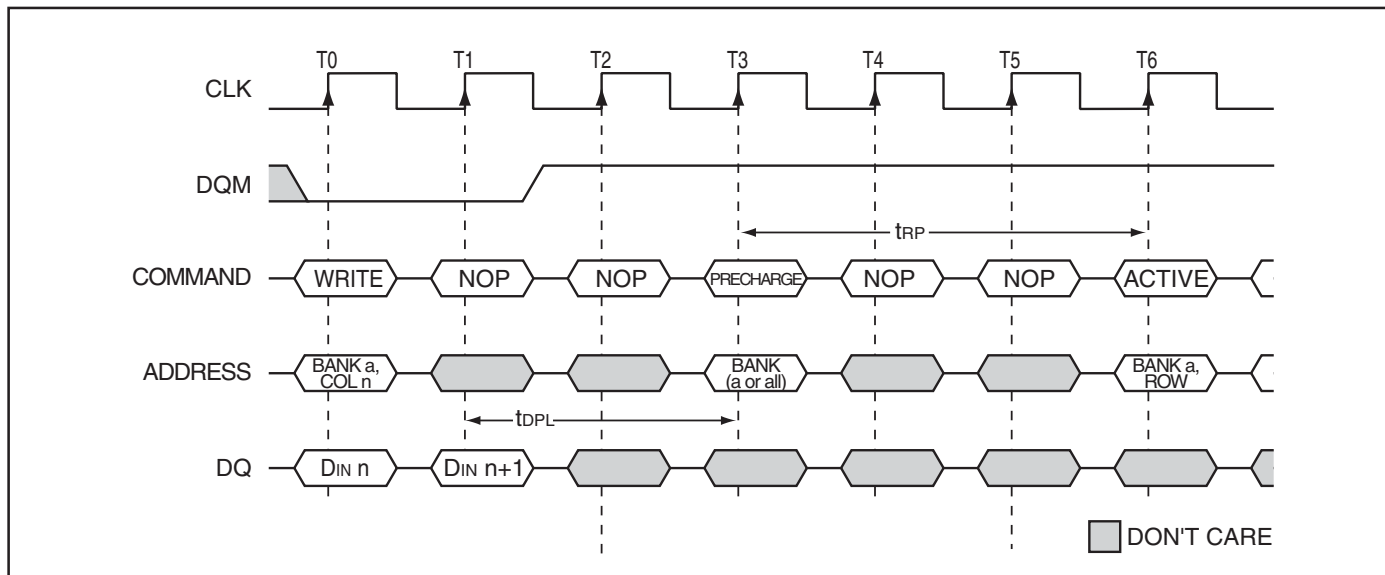 T0 T1 T2 T3 T4 T5 T6
CLK
DQM
tRP
COMMAND WRITE NOP NOP PRECHARGE NOP NOP ACTIVE
ADDRESS BANK a, COL n BANK (a or all) BANK a, ROW
tDPL
DQ DIN n DIN n+1
DON'T CARE